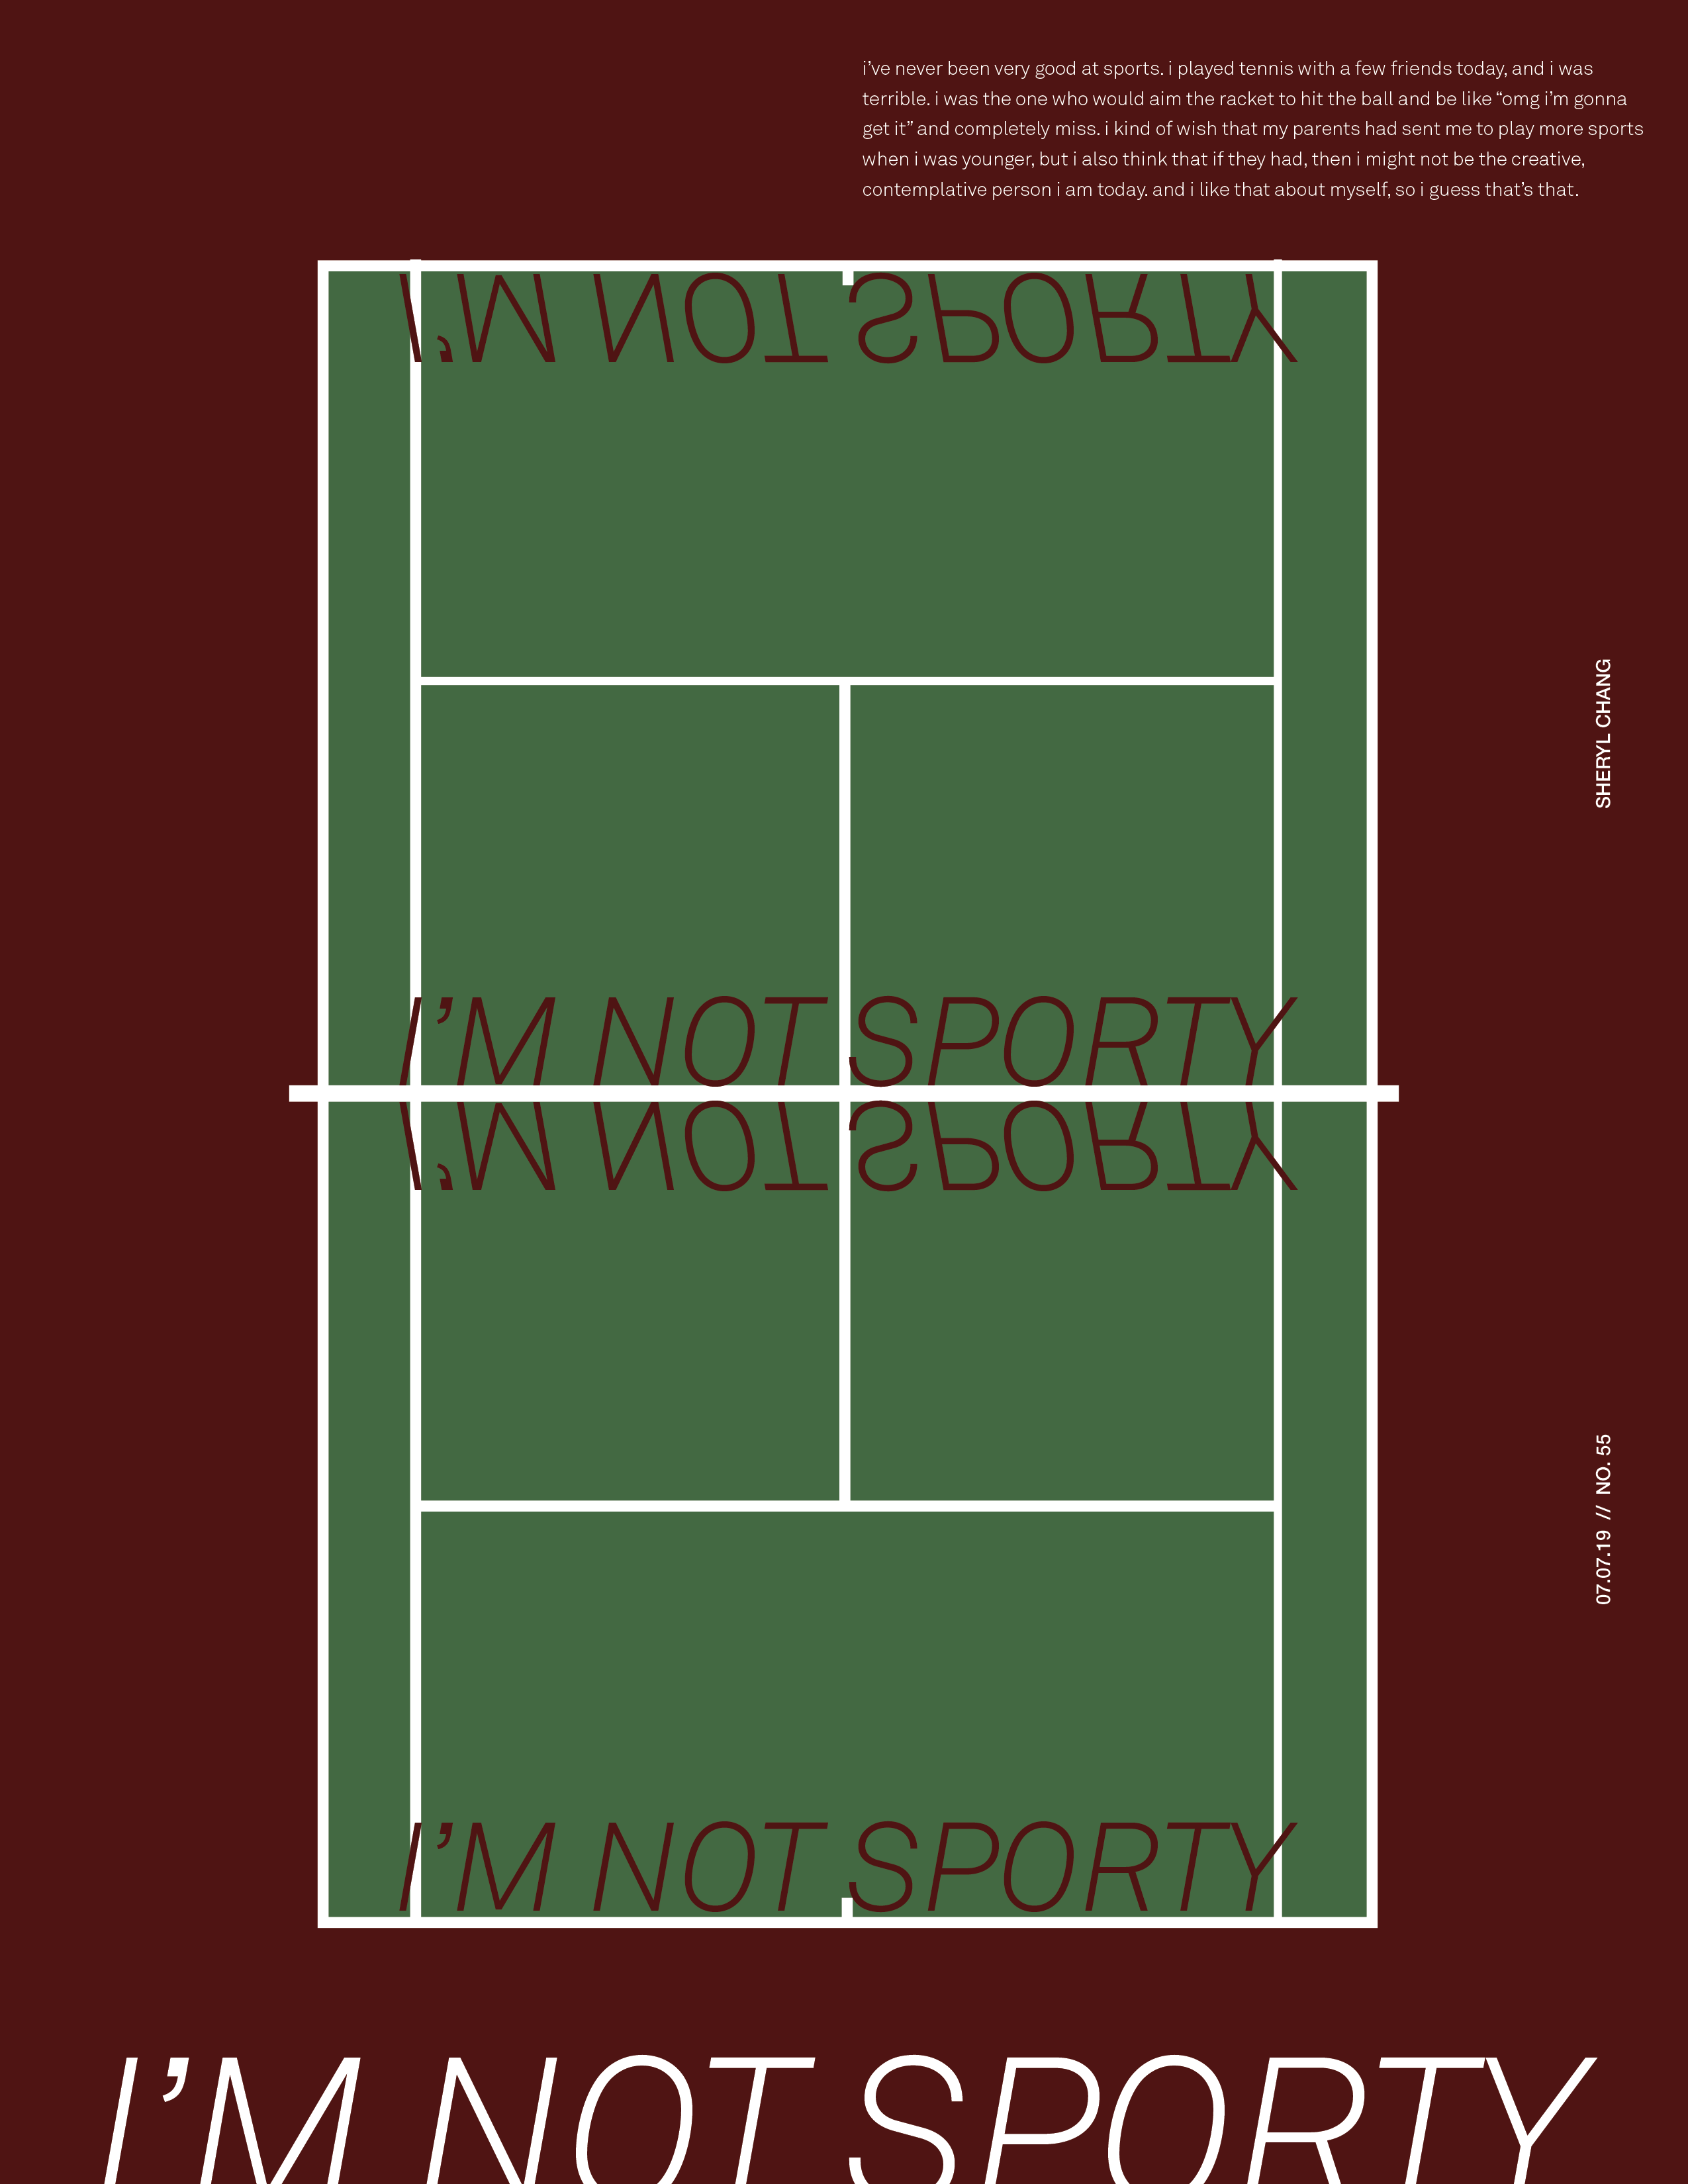 i’ve never been very good at sports. i played tennis with a few friends today, and i was
terrible. i was the one who would aim the racket to hit the ball and be like “omg i’m gonna
get it” and completely miss. i kind of wish that my parents had sent me to play more sports
when i was younger, but i also think that if they had, then i might not be the creative,
contemplative person i am today. and i like that about myself, so i guess that’s that.
I’M NOT SPORTY
SHERYL CHANG
I’M NOT SPORTY
I’M NOT SPORTY
07.07.19 // NO. 55
I’M NOT SPORTY
I’M NOT SPORTY